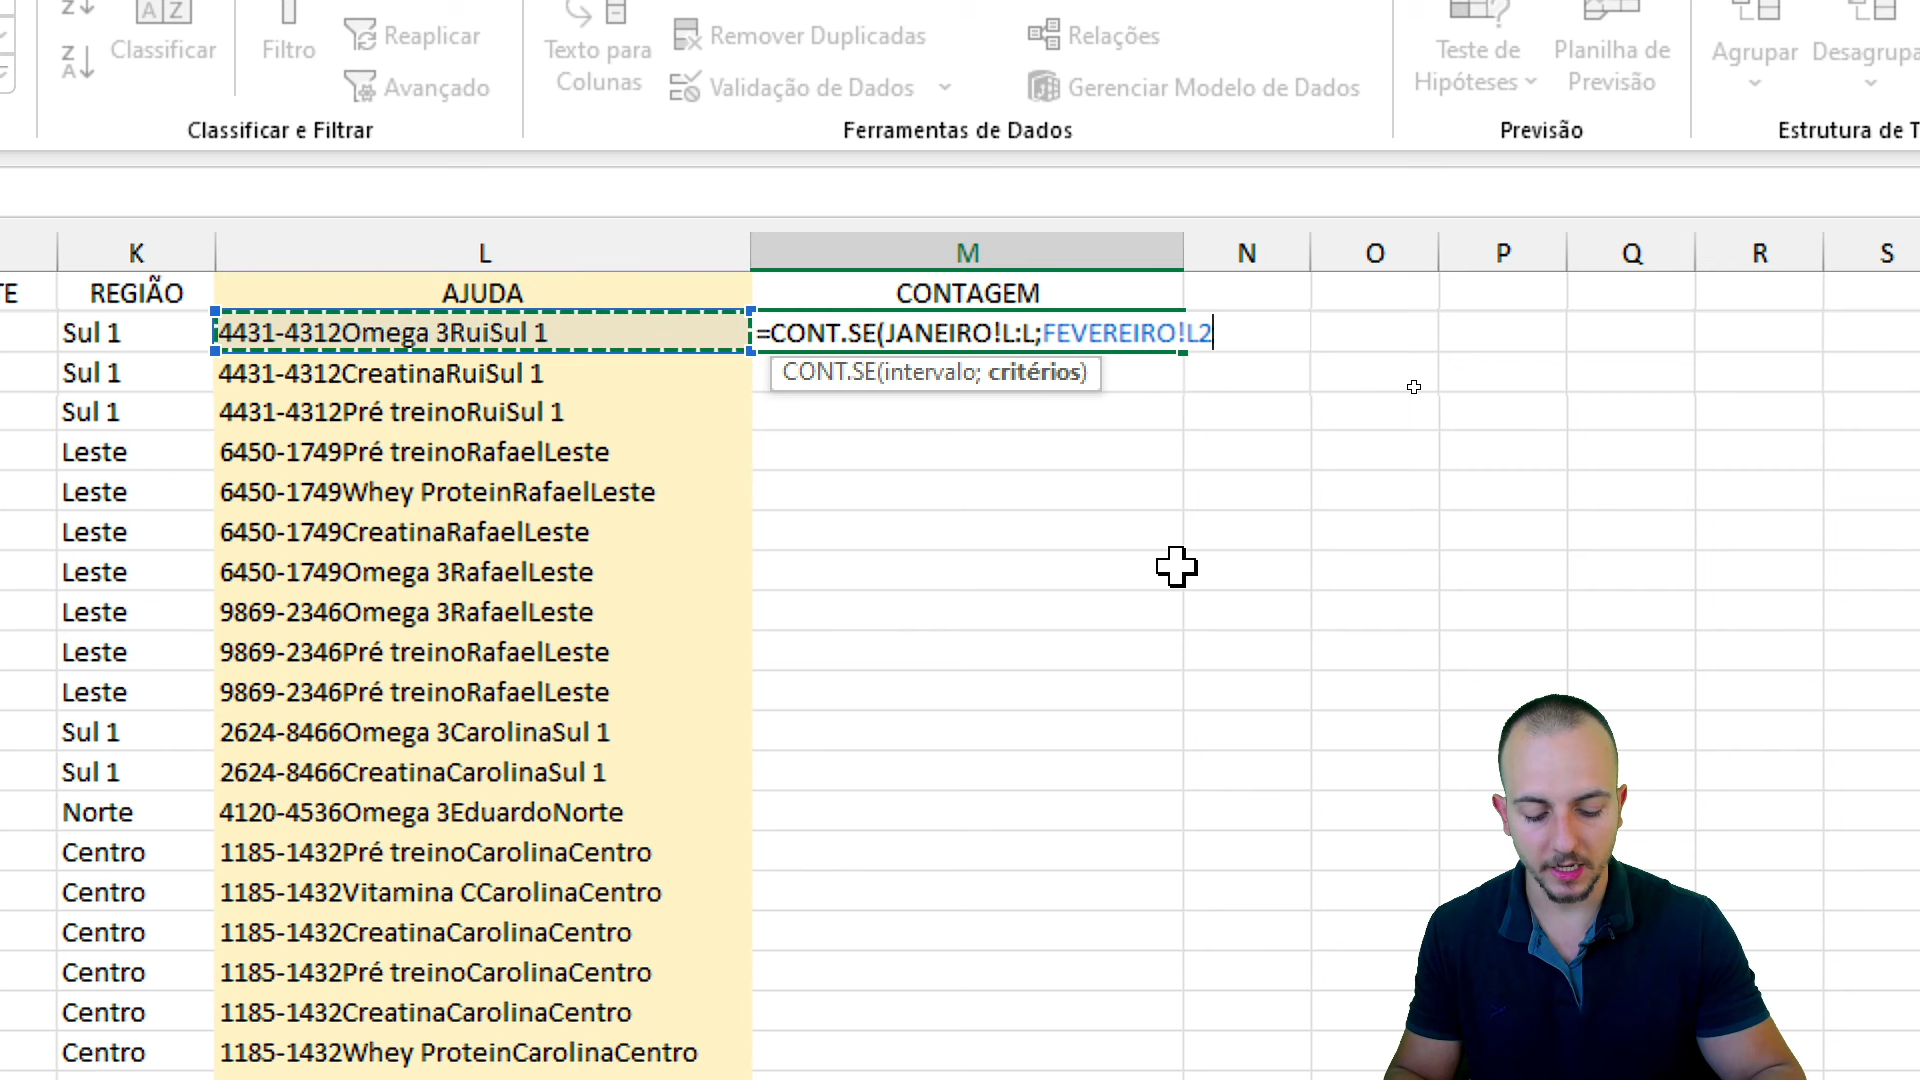 Classificar
Filtro
Reaplicar
Avançado
Classificar e Filtrar
Texto para
Colunas
Remover Duplicadas
Validação de Dados
Relações
Gerenciar Modelo de Dados
Ferramentas de Dados
Teste de
Hipóteses
Planilha de
Previsão
Previsão
Agrupar
Desagrupa
Estrutura de T
K L M N O P Q R S
TE REGIÃO AJUDA CONTAGEM
Sul 1 4431-4312Omega 3RuiSul 1 =CONT.SE(JANEIRO!L:L;FEVEREIRO!L2
CONT.SE(intervalo; critérios)
Sul 1 4431-4312CreatinaRuiSul 1
Sul 1 4431-4312Pré treinoRuiSul 1
Leste 6450-1749Pré treinoRafaelLeste
Leste 6450-1749Whey ProteinRafaelLeste
Leste 6450-1749CreatinaRafaelLeste
Leste 6450-1749Omega 3RafaelLeste
Leste 9869-2346Omega 3RafaelLeste
Leste 9869-2346Pré treinoRafaelLeste
Leste 9869-2346Pré treinoRafaelLeste
Sul 1 2624-8466Omega 3CarolinaSul 1
Sul 1 2624-8466CreatinaCarolinaSul 1
Norte 4120-4536Omega 3EduardoNorte
Centro 1185-1432Pré treinoCarolinaCentro
Centro 1185-1432Vitamina CCarolinaCentro
Centro 1185-1432CreatinaCarolinaCentro
Centro 1185-1432Pré treinoCarolinaCentro
Centro 1185-1432CreatinaCarolinaCentro
Centro 1185-1432Whey ProteinCarolinaCentro